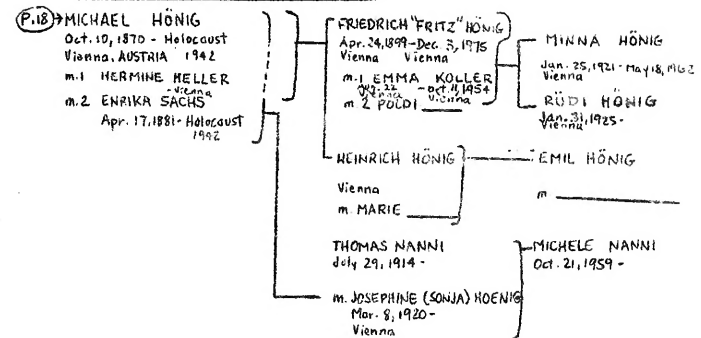 P.18 → MICHAEL HÖNIG
Oct. 10, 1870 - Holocaust
Vienna, AUSTRIA 1942
m.1 HERMINE HELLER
- Vienna
m.2 ENRIKA SACHS
Apr. 17, 1881 - Holocaust
1942
FRIEDRICH "FRITZ" HÖNIG
Apr. 24, 1899 - Dec. 3, 1975
Vienna Vienna
m.1 EMMA KOLLER
Aug. 22 - Oct. 11, 1954
Vienna Vienna
m. 2 POLDI
MINNA HÖNIG
Jan. 25, 1921 - May 18, 1962
Vienna
RÜDI HÖNIG
Jan. 31, 1925 -
Vienna
HEINRICH HÖNIG
Vienna
m. MARIE
EMIL HÖNIG
m
THOMAS NANNI
July 29, 1914 -
m. JOSEPHINE (SONJA) HOENIG
Mar. 8, 1920 -
Vienna
MICHELE NANNI
Oct. 21, 1959 -